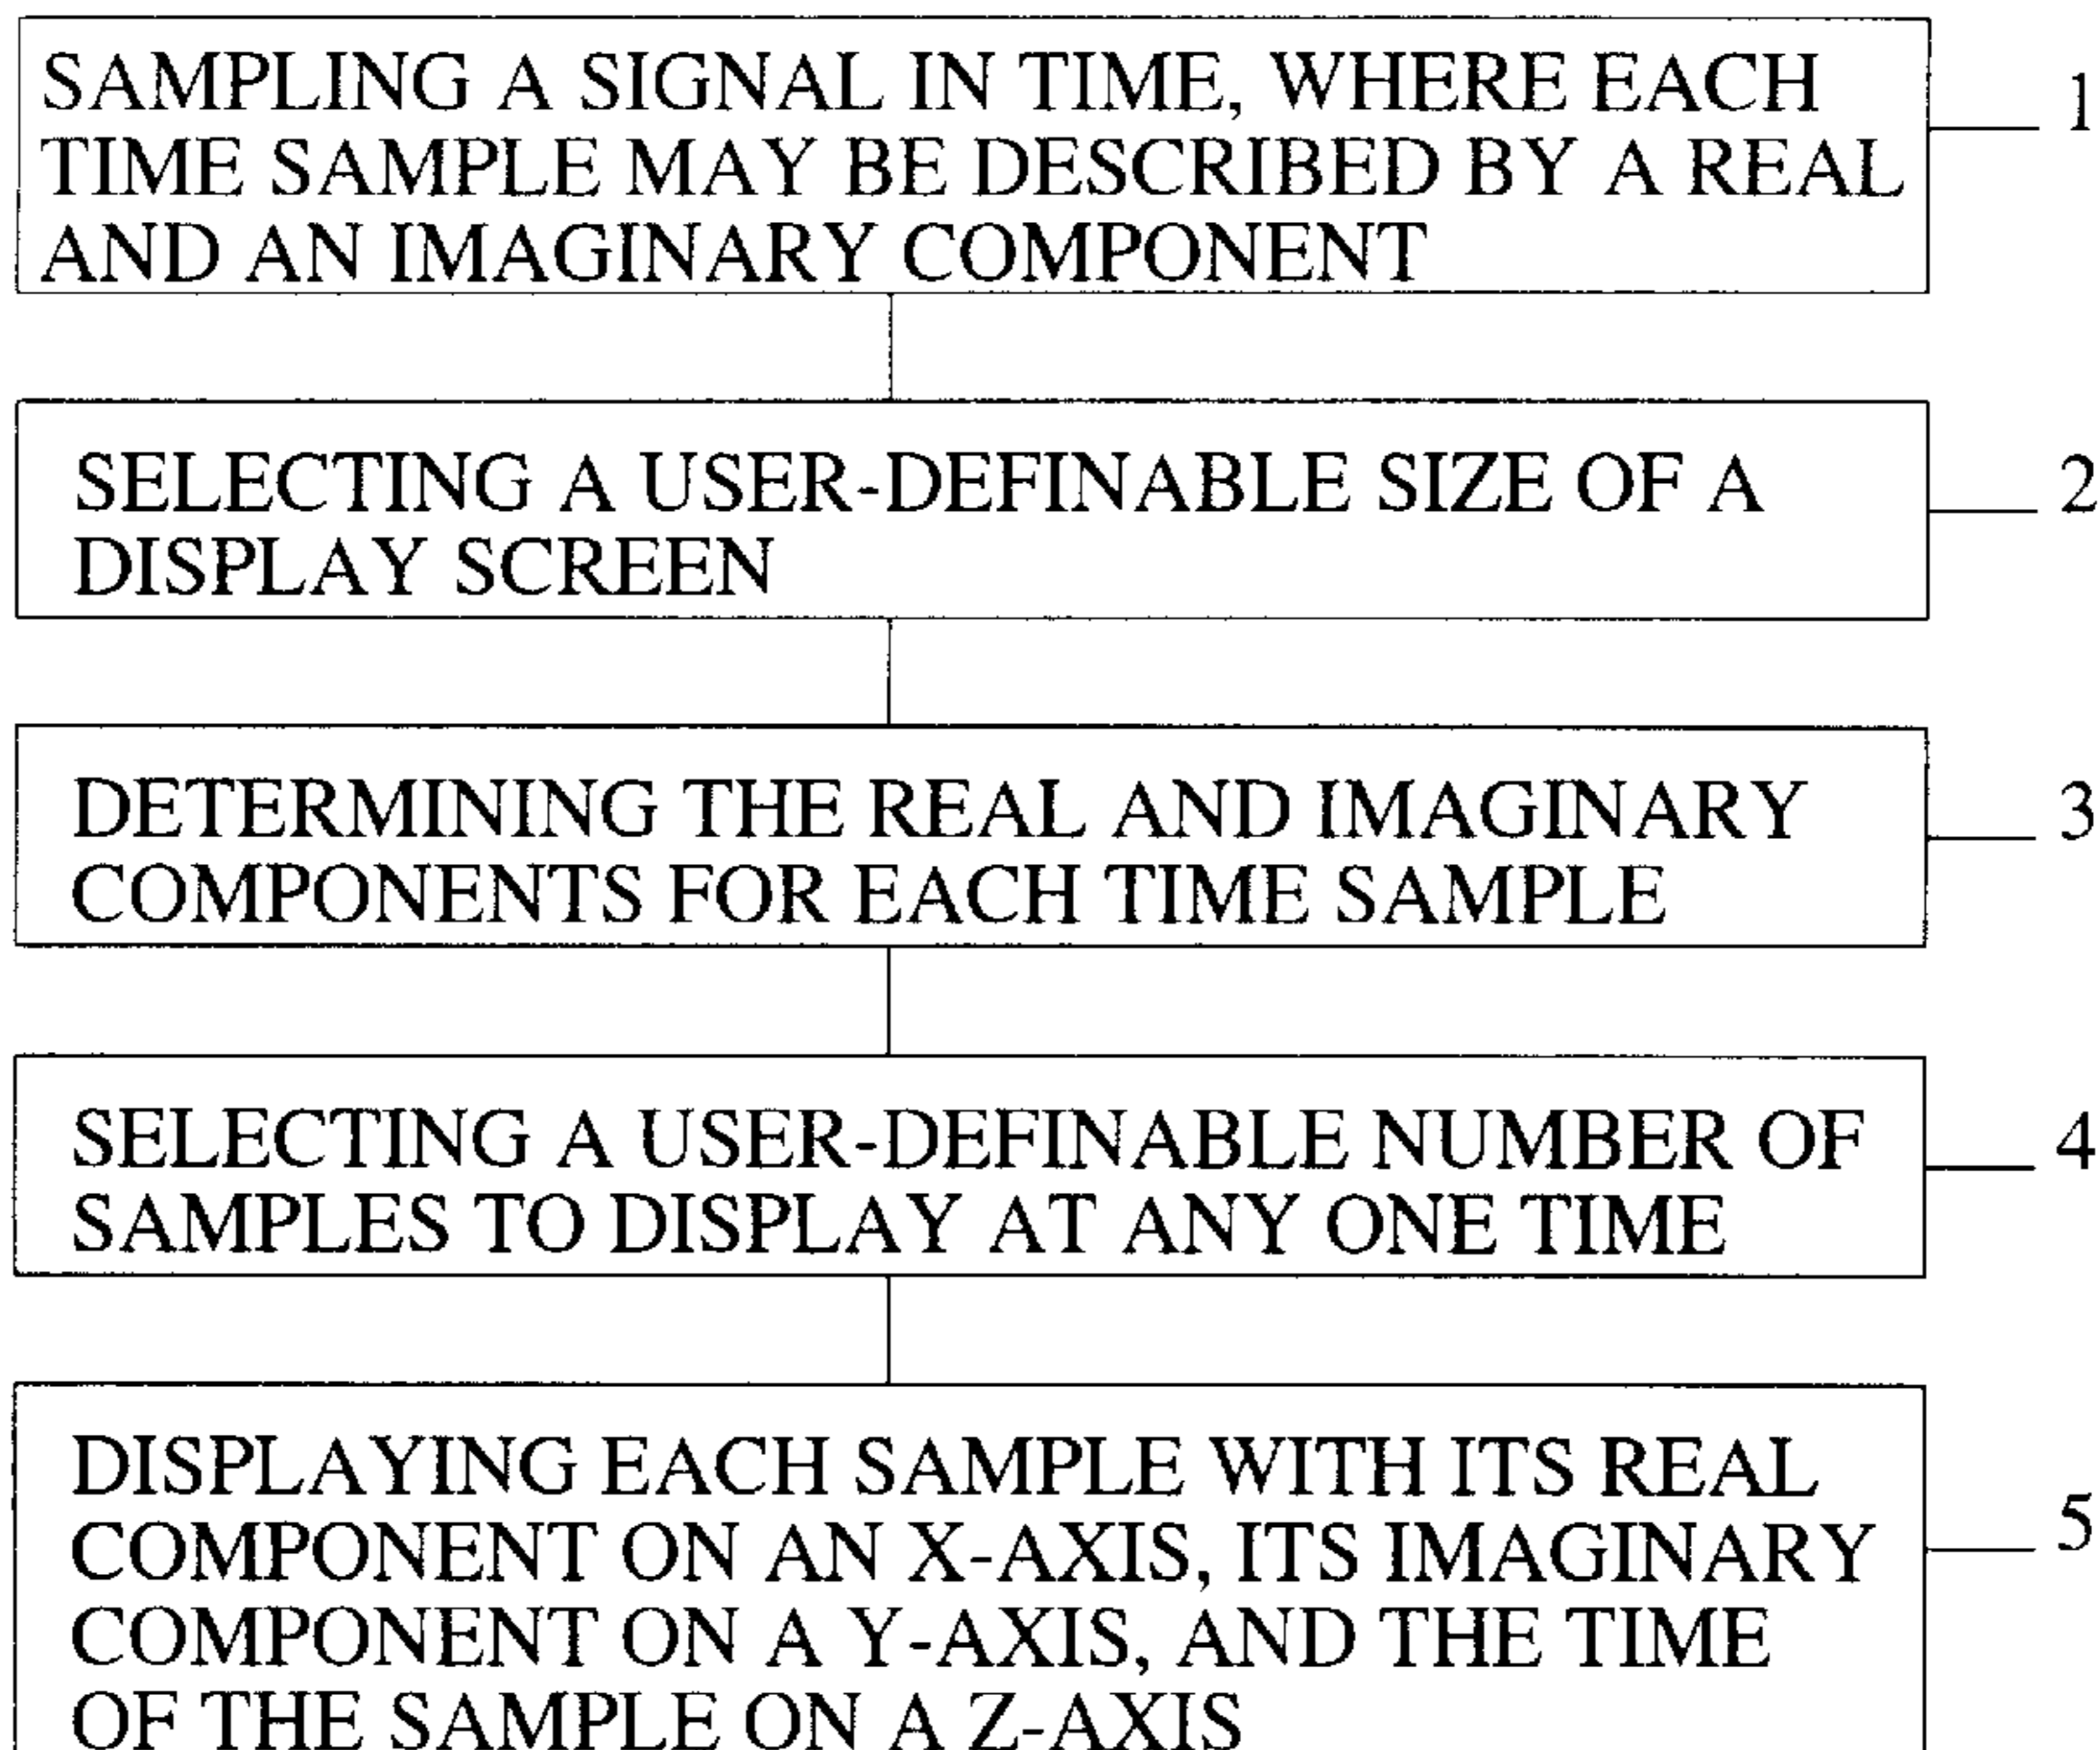 SAMPLING A SIGNAL IN TIME, WHERE EACH
TIME SAMPLE MAY BE DESCRIBED BY A REAL
AND AN IMAGINARY COMPONENT
1
SELECTING A USER-DEFINABLE SIZE OF A
DISPLAY SCREEN
2
DETERMINING THE REAL AND IMAGINARY
COMPONENTS FOR EACH TIME SAMPLE
3
SELECTING A USER-DEFINABLE NUMBER OF
SAMPLES TO DISPLAY AT ANY ONE TIME
4
DISPLAYING EACH SAMPLE WITH ITS REAL
COMPONENT ON AN X-AXIS, ITS IMAGINARY
COMPONENT ON A Y-AXIS, AND THE TIME
OF THE SAMPLE ON A Z-AXIS
5